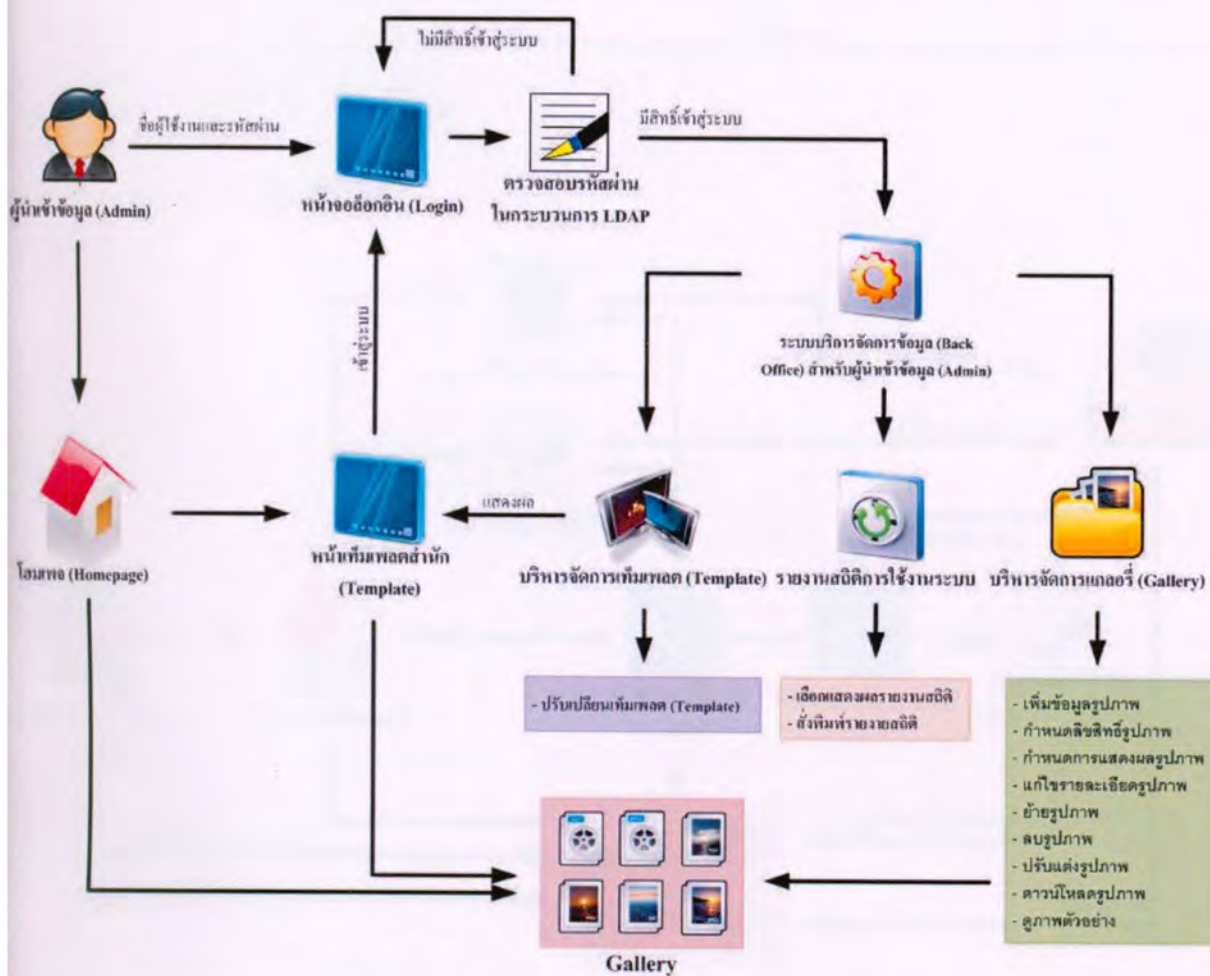 ไม่มีสิทธิ์เข้าสู่ระบบ
ชื่อผู้ใช้งานและรหัสผ่าน
มีสิทธิ์เข้าสู่ระบบ
ผู้นำเข้าข้อมูล (Admin)
หน้าจอล็อกอิน (Login)
ตรวจสอบรหัสผ่าน
ในกระบวนการ LDAP
เข้าสู่ระบบ
ระบบบริการจัดการข้อมูล (Back
Office) สำหรับผู้นำเข้าข้อมูล (Admin)
แสดงผล
โฮมเพจ (Homepage)
หน้าเท็มเพลตสำนัก
(Template)
บริหารจัดการเท็มเพลต (Template)
รายงานสถิติการใช้งานระบบ
บริหารจัดการแกลอรี่ (Gallery)
- ปรับเปลี่ยนเท็มเพลต (Template)
- เลือกแสดงผลรายงานสถิติ
- สั่งพิมพ์รายงายสถิติ
- เพิ่มข้อมูลรูปภาพ
- กำหนดลิขสิทธิ์รูปภาพ
- กำหนดการแสดงผลรูปภาพ
- แก้ไขรายละเอียดรูปภาพ
- ย้ายรูปภาพ
- ลบรูปภาพ
- ปรับแต่งรูปภาพ
- ดาวน์โหลดรูปภาพ
- ดูภาพตัวอย่าง
Gallery